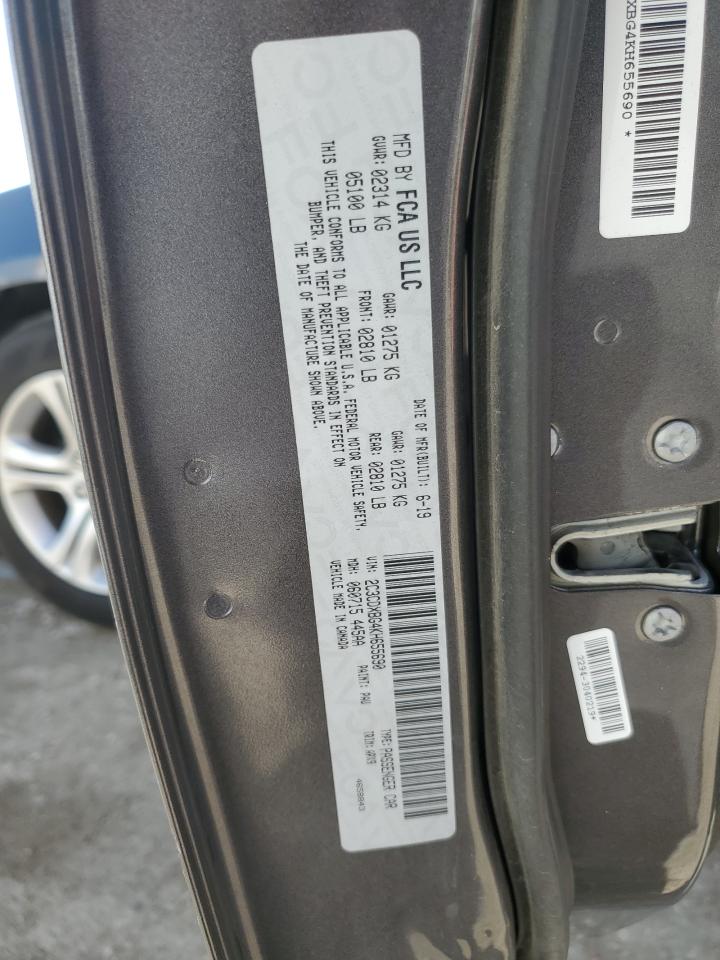 MFD BY FCA US LLC
DATE OF MFR(BUILT): 6-19
GVWR: 02314 KG
GAWR: 01275 KG
GAWR: 01275 KG
05100 LB
FRONT: 02810 LB
REAR: 02810 LB
THIS VEHICLE CONFORMS TO ALL APPLICABLE U.S.A. FEDERAL MOTOR VEHICLE SAFETY,
BUMPER, AND THEFT PREVENTION STANDARDS IN EFFECT ON
THE DATE OF MANUFACTURE SHOWN ABOVE.
VIN: 2C3CDXBG4KH655690
TYPE: PASSENGER CAR
MDH: 060715 445AA
PAINT: PAU
VEHICLE MADE IN CANADA
XBG4KH655690 *
2294-3040219*